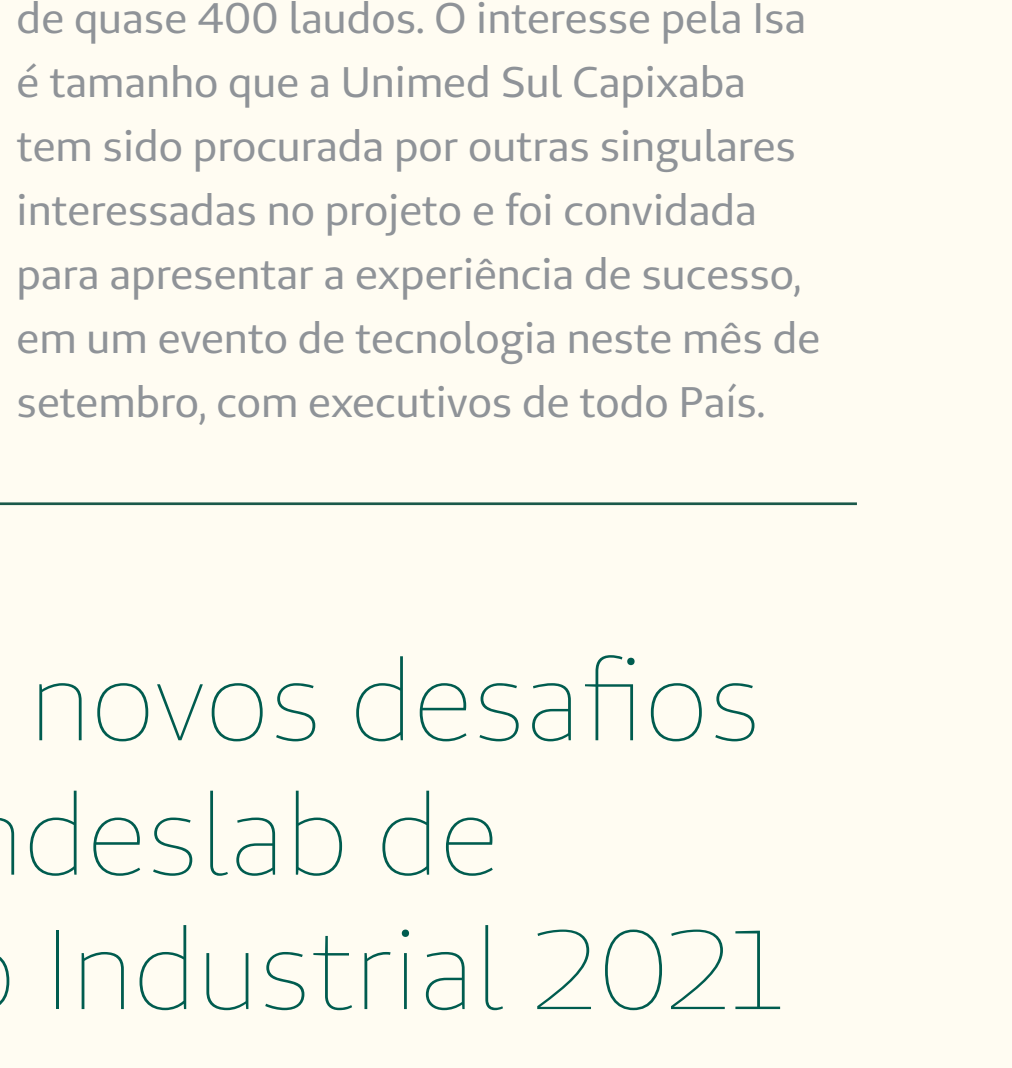 de quase 400 laudos. O interesse pela Isa
é tamanho que a Unimed Sul Capixaba
tem sido procurada por outras singulares
interessadas no projeto e foi convidada
para apresentar a experiência de sucesso,
em um evento de tecnologia neste mês de
setembro, com executivos de todo País.
novos desafios
ndeslab de
o Industrial 2021